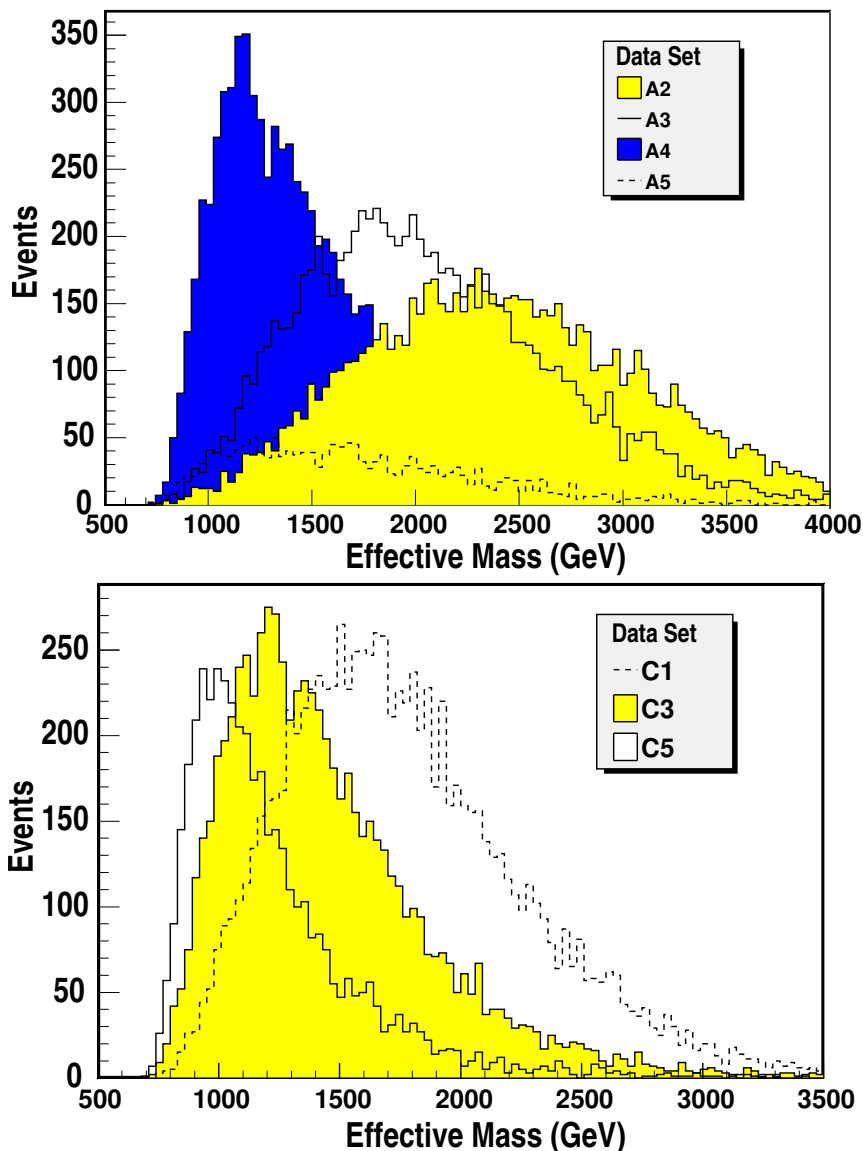 350
300
250
200
150
100
50
0
Events
Data Set
A2
A3
A4
A5
500 1000 1500 2000 2500 3000 3500 4000
Effective Mass (GeV)
250
200
150
100
50
0
Events
Data Set
C1
C3
C5
500 1000 1500 2000 2500 3000 3500
Effective Mass (GeV)